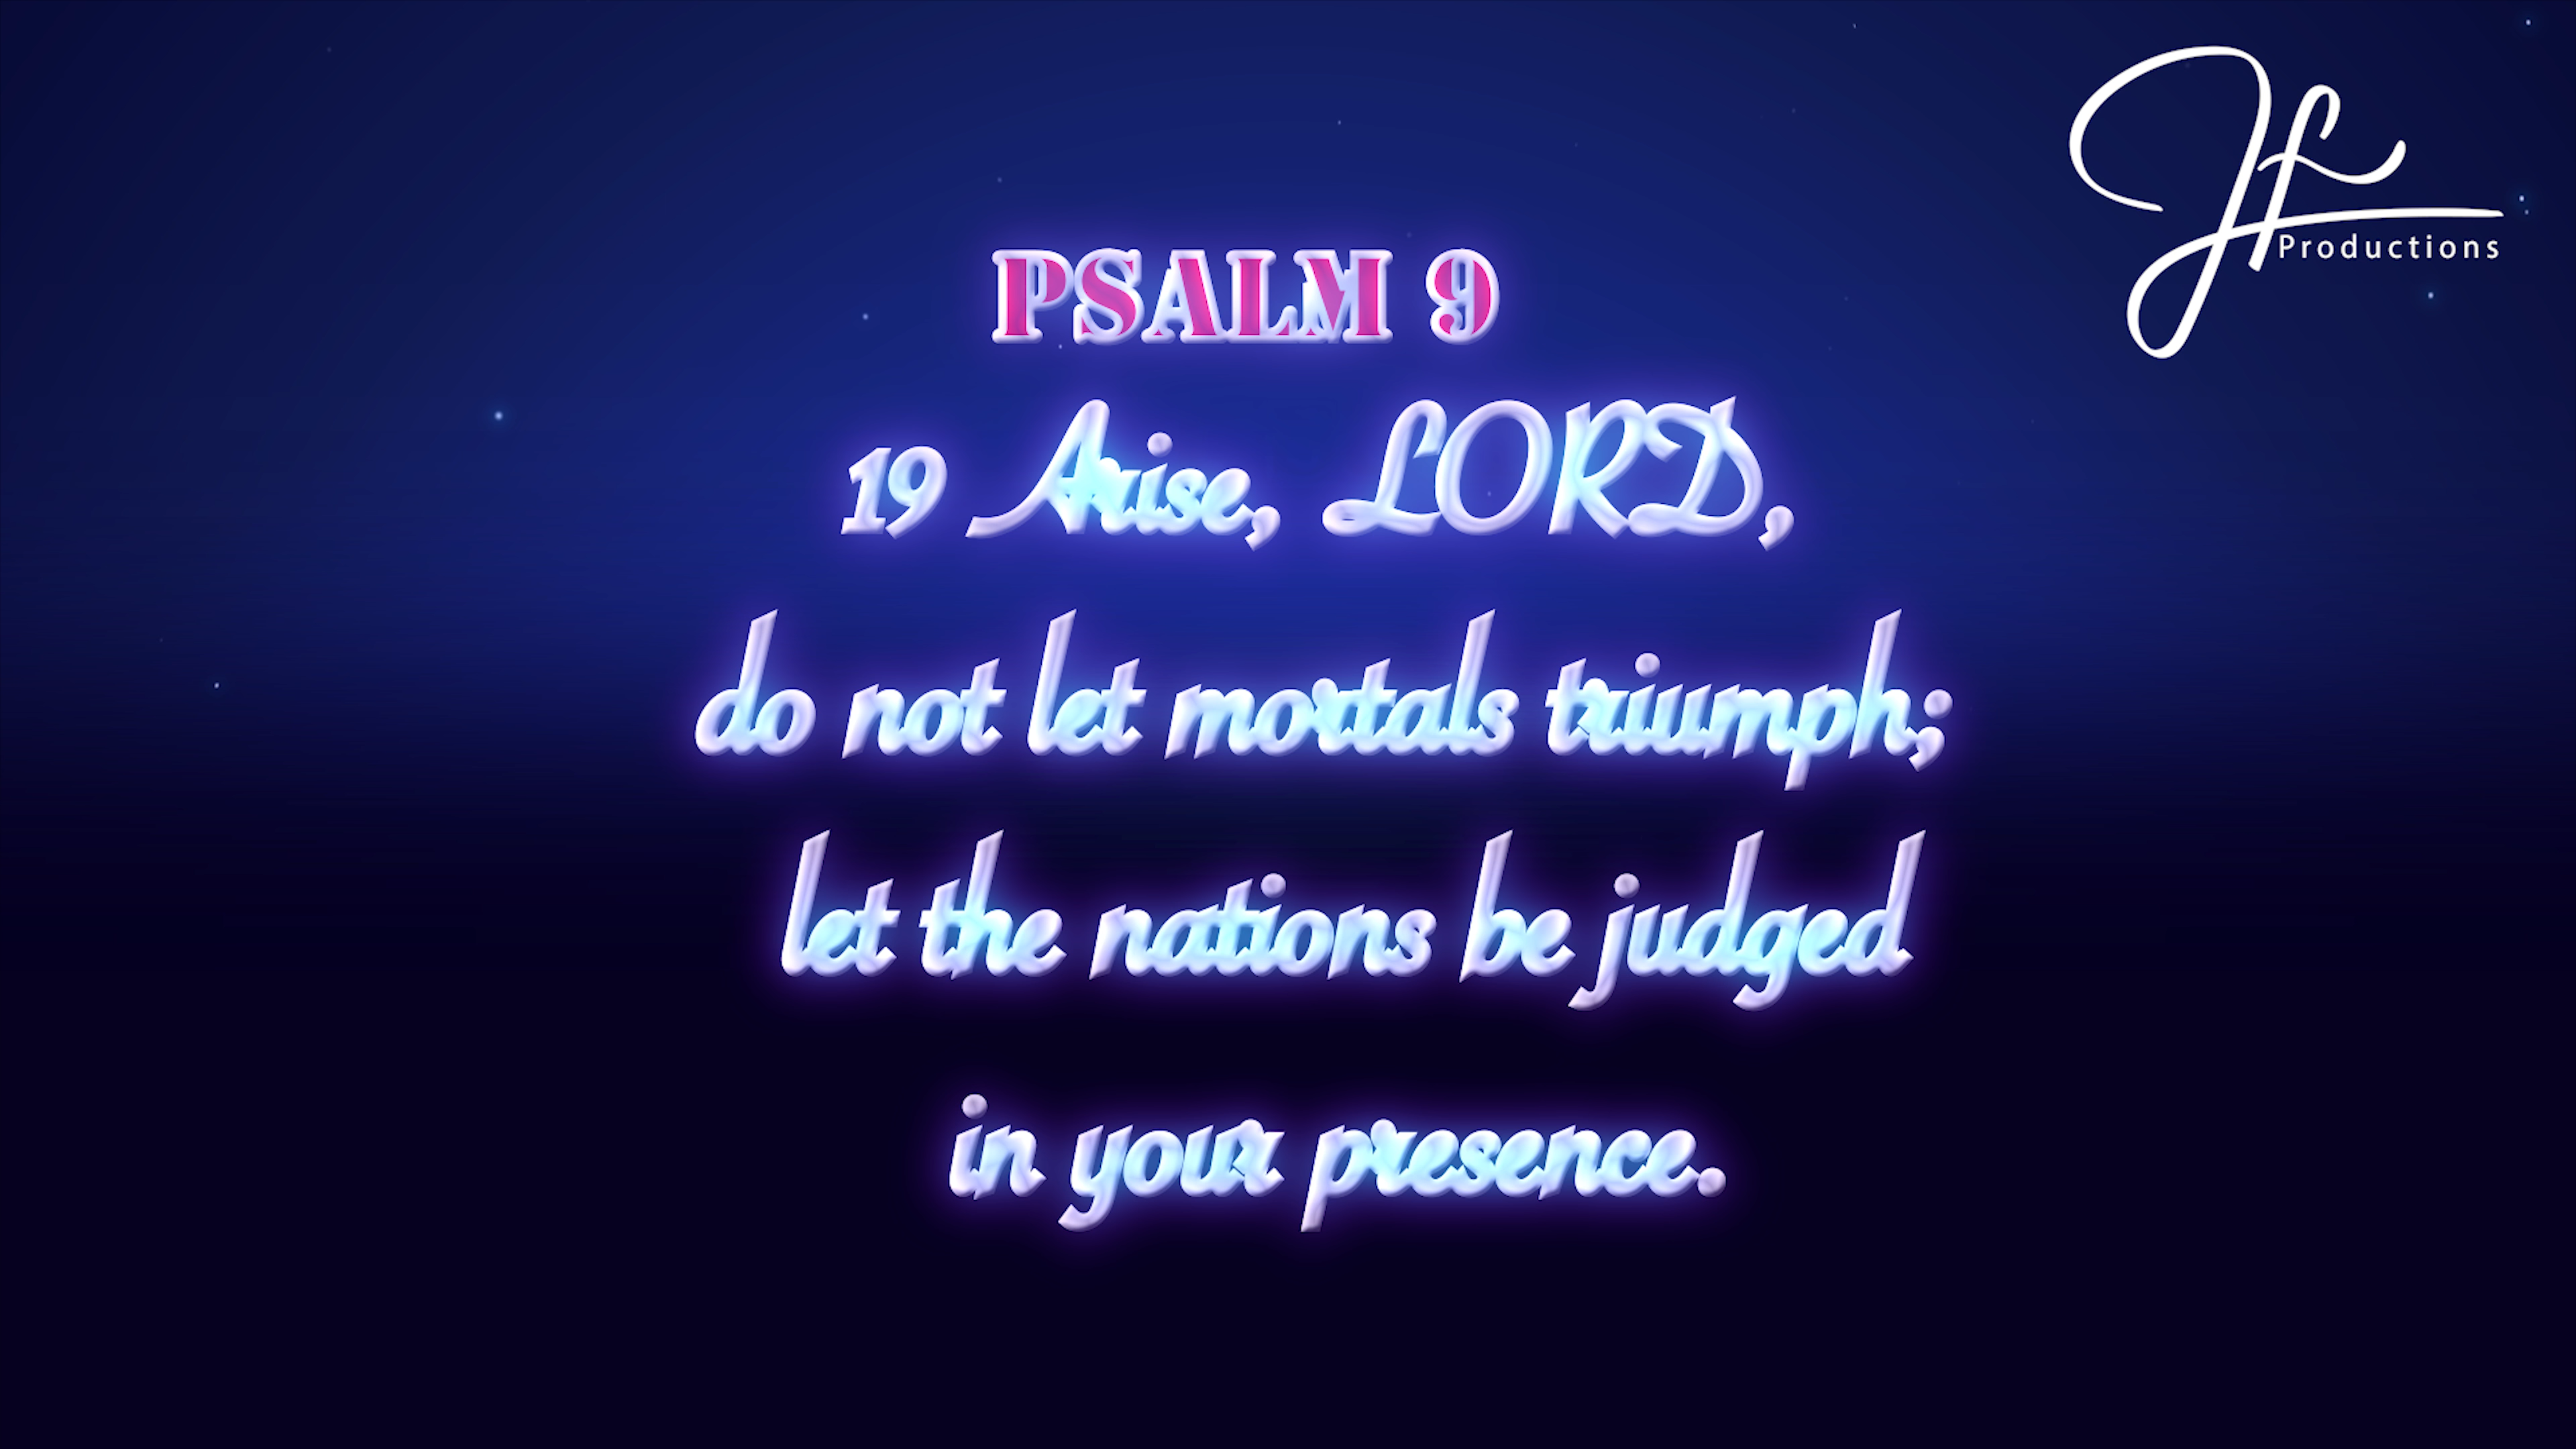 JF
Productions
PSALM 9
19 Arise, LORD,
do not let mortals triumph;
let the nations be judged
in your presence.